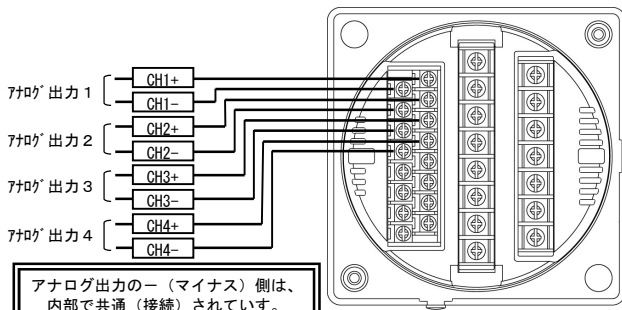 アナログ出力1
CH1+
CH1-
アナログ出力2
CH2+
CH2-
アナログ出力3
CH3+
CH3-
アナログ出力4
CH4+
CH4-
アナログ出力の－（マイナス）側は、
内部で共通（接続）されていす。